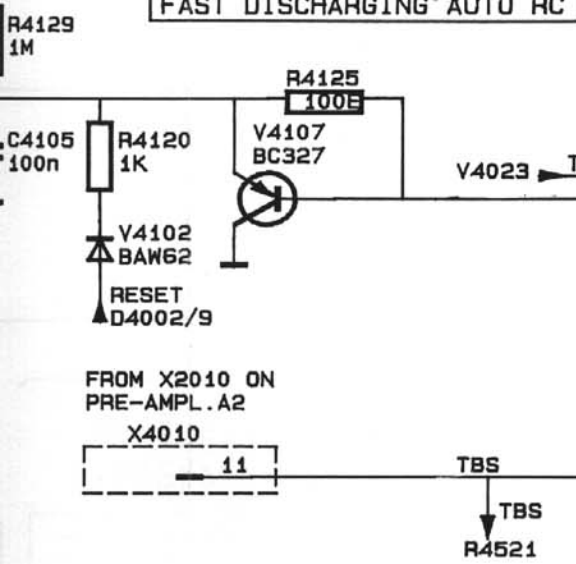 FAST DISCHARGING AUTO RC
R4129
1M
R4125
100E
C4105
100n
R4120
1K
V4107
BC327
V4023
V4102
BAW62
RESET
D4002/9
FROM X2010 ON
PRE-AMPL.A2
X4010
11
TBS
TBS
R4521